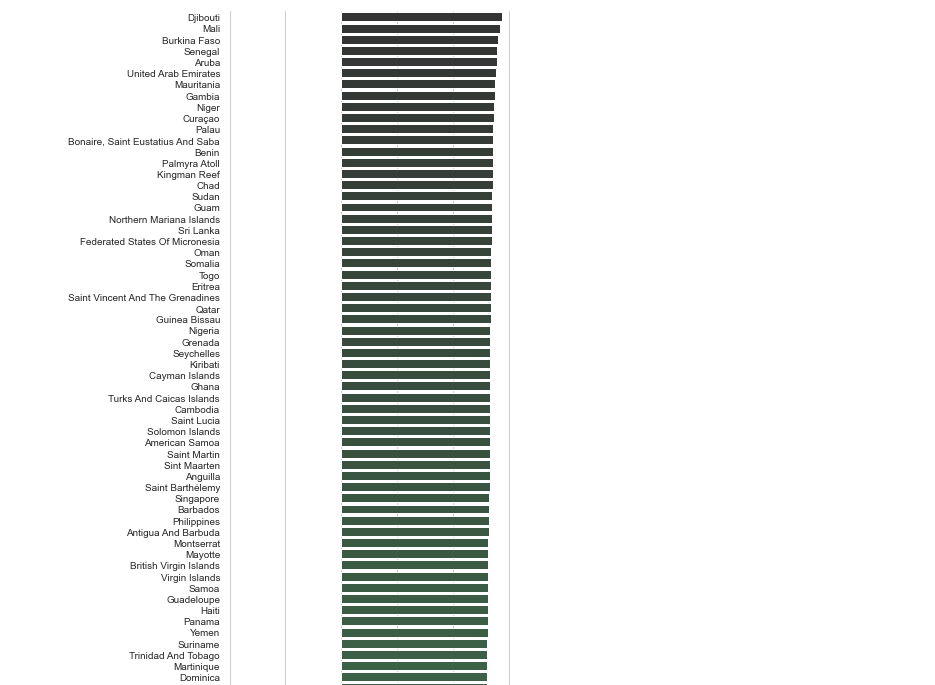 Djibouti
Mali
Burkina Faso
Senegal
Aruba
United Arab Emirates
Mauritania
Gambia
Niger
Curaçao
Palau
Bonaire, Saint Eustatius And Saba
Benin
Palmyra Atoll
Kingman Reef
Chad
Sudan
Guam
Northern Mariana Islands
Sri Lanka
Federated States Of Micronesia
Oman
Somalia
Togo
Eritrea
Saint Vincent And The Grenadines
Qatar
Guinea Bissau
Nigeria
Grenada
Seychelles
Kiribati
Cayman Islands
Ghana
Turks And Caicas Islands
Cambodia
Saint Lucia
Solomon Islands
American Samoa
Saint Martin
Sint Maarten
Anguilla
Saint Barthélemy
Singapore
Barbados
Philippines
Antigua And Barbuda
Montserrat
Mayotte
British Virgin Islands
Virgin Islands
Samoa
Guadeloupe
Haiti
Panama
Yemen
Suriname
Trinidad And Tobago
Martinique
Dominica